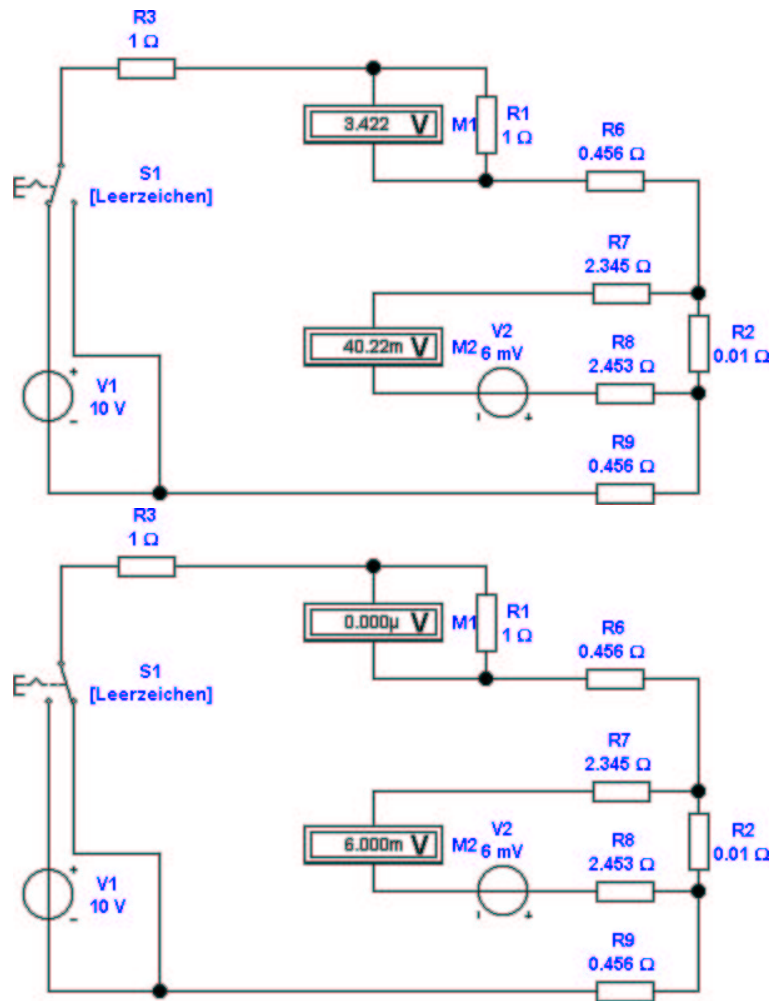 R3
1 Ω
3.422 V
M1
R1
1 Ω
R6
0.456 Ω
S1
[Leerzeichen]
R7
2.345 Ω
40.22m V
M2
V2
6 mV
R8
2.453 Ω
R2
0.01 Ω
+
V1
10 V
-
- +
R9
0.456 Ω
R3
1 Ω
0.000µ V
M1
R1
1 Ω
R6
0.456 Ω
S1
[Leerzeichen]
R7
2.345 Ω
6.000m V
M2
V2
6 mV
R8
2.453 Ω
R2
0.01 Ω
+
V1
10 V
-
- +
R9
0.456 Ω